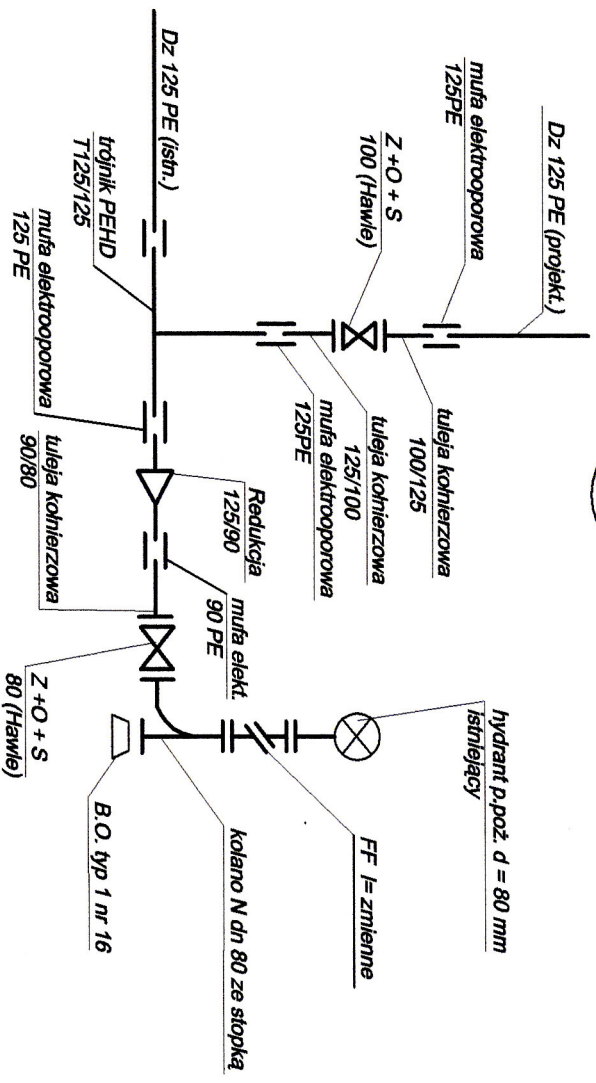 Dz 125 PE (projekt.)
mufa elektrooporowa
125PE
Z +O + S
100 (Hawle)
Dz 125 PE (istn.)
trójnik PEHD
T125/125
mufa elektrooporowa
125 PE
tuleja kołnierzowa
100/125
tuleja kołnierzowa
125/100
mufa elektrooporowa
125PE
Redukcja
125/90
tuleja kołnierzowa
90/80
mufa elekt.
90 PE
Z +O + S
80 (Hawle)
hydrant p.poż. d = 80 mm
istniejący
FF l= zmienne
kolano N dn 80 ze stopką
B.O. typ 1 nr 16